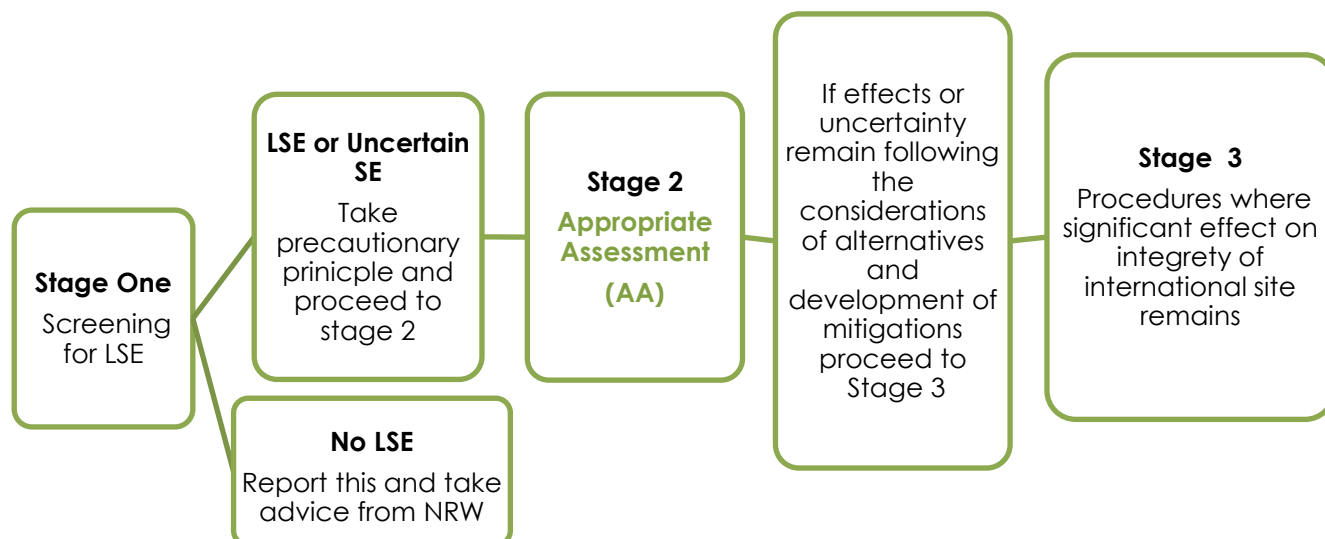 Stage One
Screening
for LSE
LSE or Uncertain
SE
Take
precautionary
prinicple and
proceed to
stage 2
No LSE
Report this and take
advice from NRW
Stage 2
Appropriate
Assessment
(AA)
If effects or
uncertainty
remain following
the
considerations
of alternatives
and
development of
mitigations
proceed to
Stage 3
Stage 3
Procedures where
significant effect on
integrety of
international site
remains